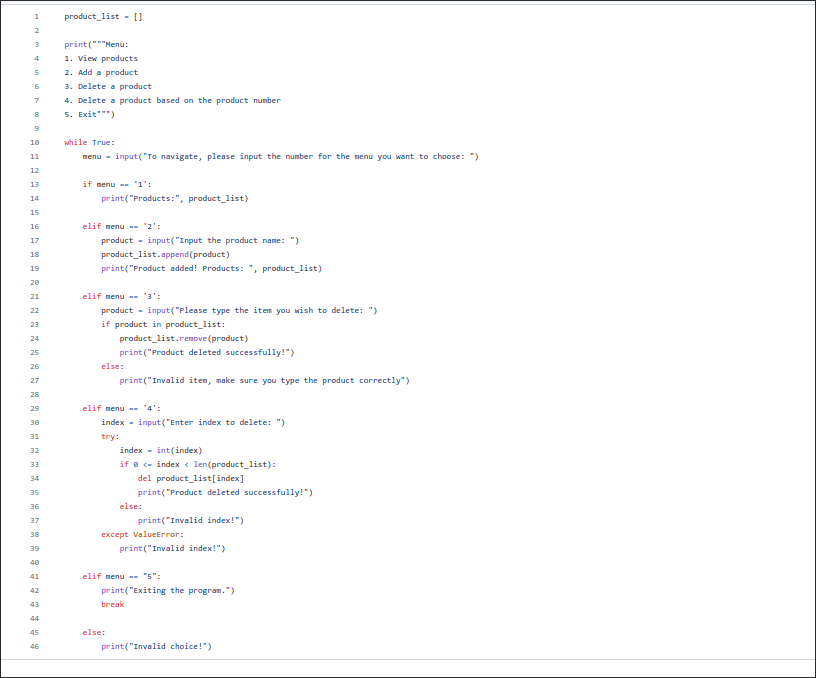 1 product_list = []
2
3 print("""Menu:
4 1. View products
5 2. Add a product
6 3. Delete a product
7 4. Delete a product based on the product number
8 5. Exit""")
9
10 while True:
11     menu = input("To navigate, please input the number for the menu you want to choose: ")
12
13     if menu == '1':
14         print("Products:", product_list)
15
16     elif menu == '2':
17         product = input("Input the product name: ")
18         product_list.append(product)
19         print("Product added! Products: ", product_list)
20
21     elif menu == '3':
22         product = input("Please type the item you wish to delete: ")
23         if product in product_list:
24             product_list.remove(product)
25             print("Product deleted successfully!")
26         else:
27             print("Invalid item, make sure you type the product correctly")
28
29     elif menu == '4':
30         index = input("Enter index to delete: ")
31         try:
32             index = int(index)
33             if 0 <= index < len(product_list):
34                 del product_list[index]
35                 print("Product deleted successfully!")
36             else:
37                 print("Invalid index!")
38         except ValueError:
39             print("Invalid index!")
40
41     elif menu == "5":
42         print("Exiting the program.")
43         break
44
45     else:
46         print("Invalid choice!")